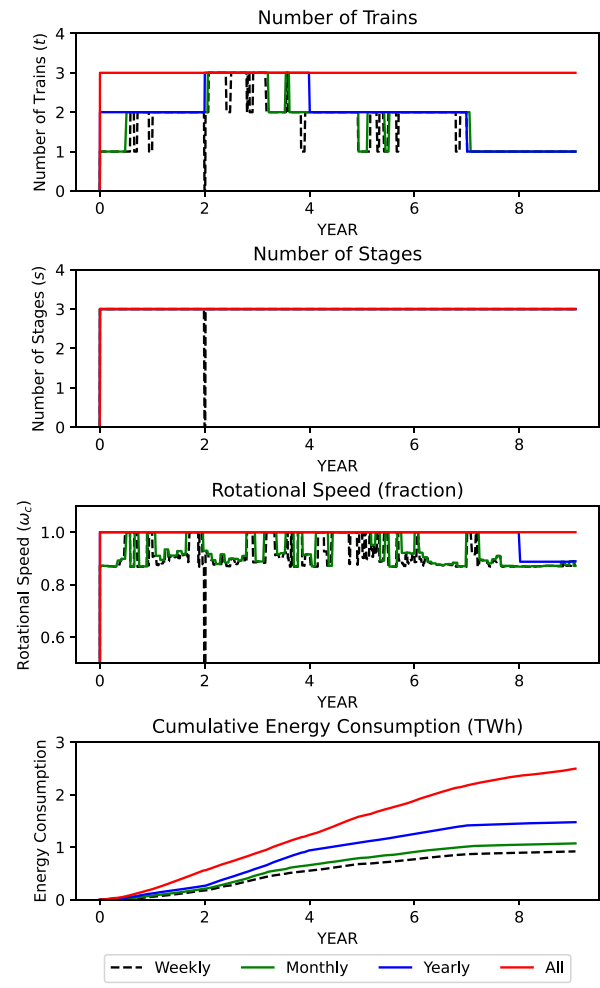 Number of Trains
Number of Trains (t)
4
3
2
1
0
0 2 4 6 8
YEAR
Number of Stages
Number of Stages (s)
4
3
2
1
0
0 2 4 6 8
YEAR
Rotational Speed (fraction)
Rotational Speed (ω_c)
1.0
0.8
0.6
0 2 4 6 8
YEAR
Cumulative Energy Consumption (TWh)
Energy Consumption
3
2
1
0
0 2 4 6 8
YEAR
Weekly Monthly Yearly All